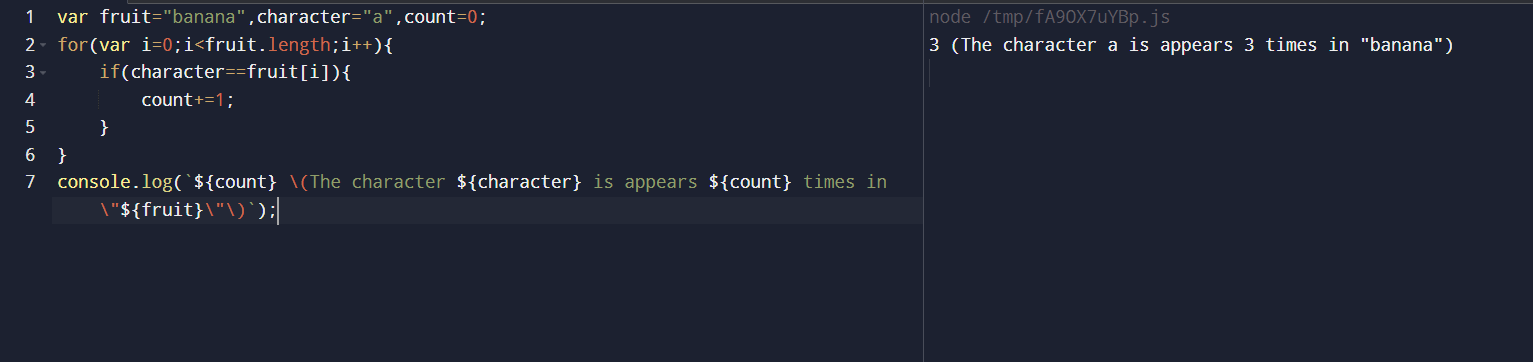 1 var fruit="banana",character="a",count=0;
2 for(var i=0;i<fruit.length;i++){
3 if(character==fruit[i]){
4 count+=1;
5 }
6 }
7 console.log(`${count} \(The character ${character} is appears ${count} times in
\"${fruit}\"\)`);
node /tmp/fA9OX7uYBp.js
3 (The character a is appears 3 times in "banana")